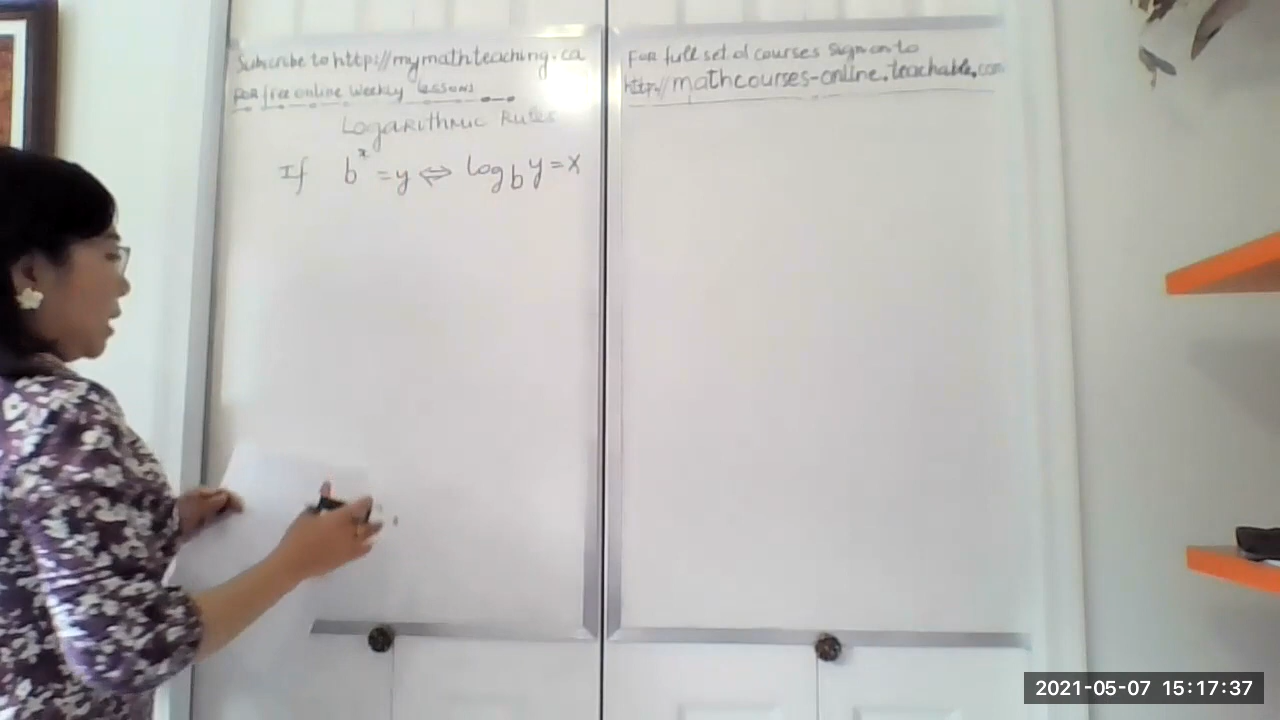 Subscribe to http://mymathteaching.ca
FOR free online weekly lessons
Logarithmic Rules
If b^x = y ⇔ log_b y = x
FOR full set of courses sign on to
http://mathcourses-online.teachable.com
2021-05-07 15:17:37